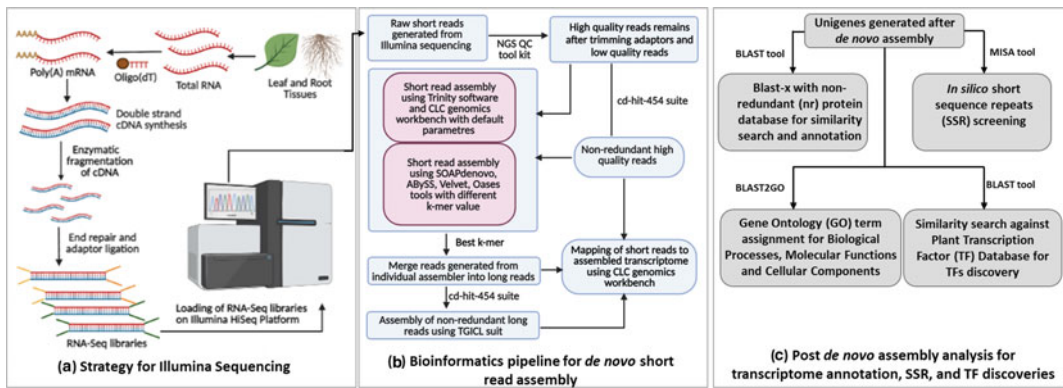 AAAA
AAAA
Poly(A) mRNA
Oligo(dT)
Total RNA
Leaf and Root
Tissues
Double strand
cDNA synthesis
Enzymatic
fragmentation
of cDNA
End repair and
adaptor ligation
Loading of RNA-Seq libraries
on Illumina HiSeq Platform
RNA-Seq libraries
(a) Strategy for Illumina Sequencing
Raw short reads
generated from
Illumina sequencing
NGS QC
tool kit
High quality reads remains
after trimming adaptors and
low quality reads
Short read assembly
using Trinity software
and CLC genomics
workbench with default
parametres
cd-hit-454 suite
Short read assembly
using SOAPdenovo,
ABySS, Velvet, Oases
tools with different
k-mer value
Non-redundant high
quality reads
Best k-mer
Merge reads generated from
individual assembler into long reads
Mapping of short reads to
assembled transcriptome
using CLC genomics
workbench
cd-hit-454 suite
Assembly of non-redundant long
reads using TGICL suit
(b) Bioinformatics pipeline for de novo short
read assembly
Unigenes generated after
de novo assembly
BLAST tool
MISA tool
Blast-x with non-
redundant (nr) protein
database for similarity
search and annotation
In silico short
sequence repeats
(SSR) screening
BLAST2GO
BLAST tool
Gene Ontology (GO) term
assignment for Biological
Processes, Molecular Functions
and Cellular Components
Similarity search against
Plant Transcription
Factor (TF) Database for
TFs discovery
(c) Post de novo assembly analysis for
transcriptome annotation, SSR, and TF discoveries